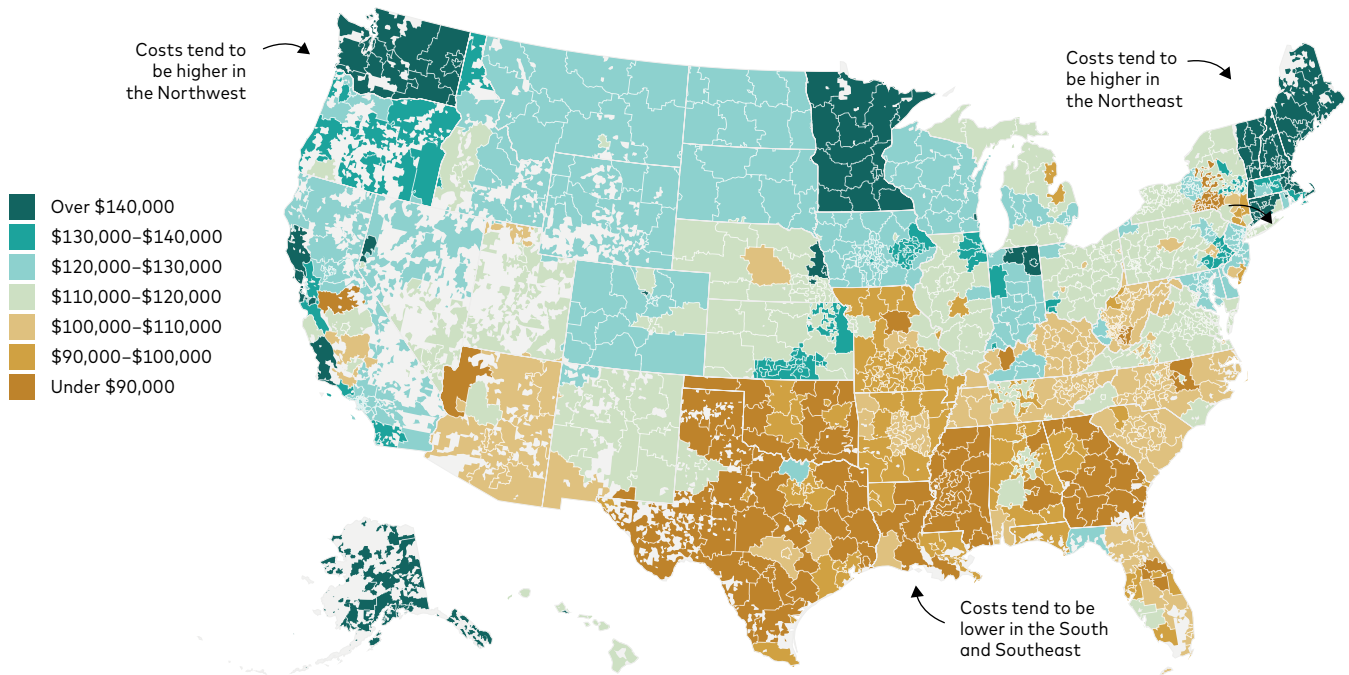 Costs tend to
be higher in
the Northwest
Costs tend to
be higher in
the Northeast
Over $140,000
$130,000–$140,000
$120,000–$130,000
$110,000–$120,000
$100,000–$110,000
$90,000–$100,000
Under $90,000
Costs tend to be
lower in the South
and Southeast